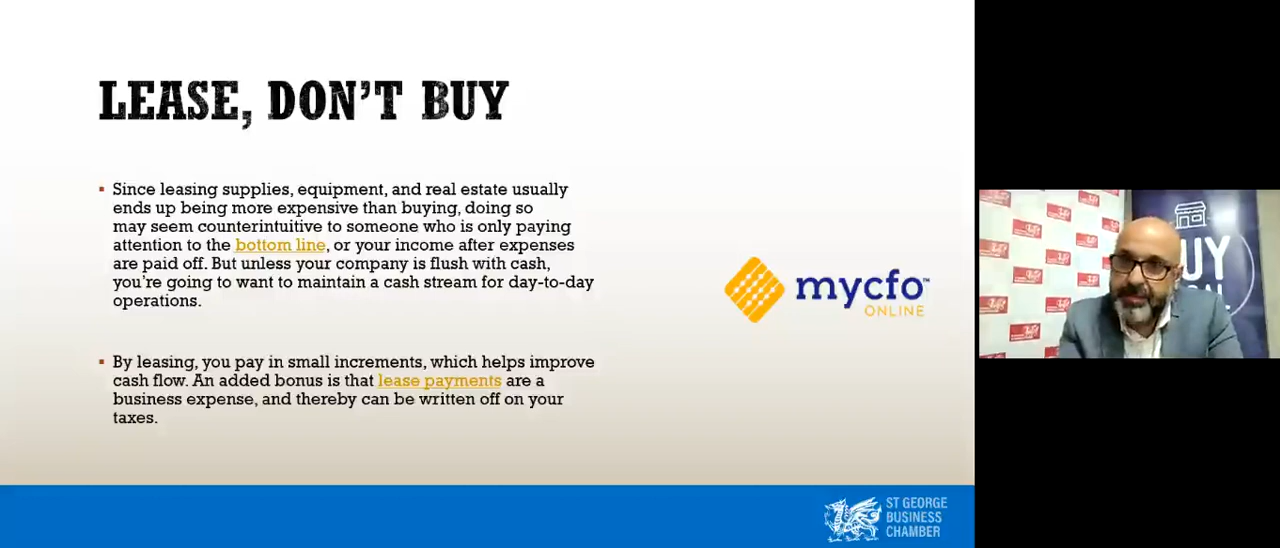 LEASE, DON'T BUY
Since leasing supplies, equipment, and real estate usually
ends up being more expensive than buying, doing so
may seem counterintuitive to someone who is only paying
attention to the bottom line, or your income after expenses
are paid off. But unless your company is flush with cash,
you're going to want to maintain a cash stream for day-to-day
operations.
By leasing, you pay in small increments, which helps improve
cash flow. An added bonus is that lease payments are a
business expense, and thereby can be written off on your
taxes.
mycfo™
ONLINE
ST GEORGE
BUSINESS
CHAMBER